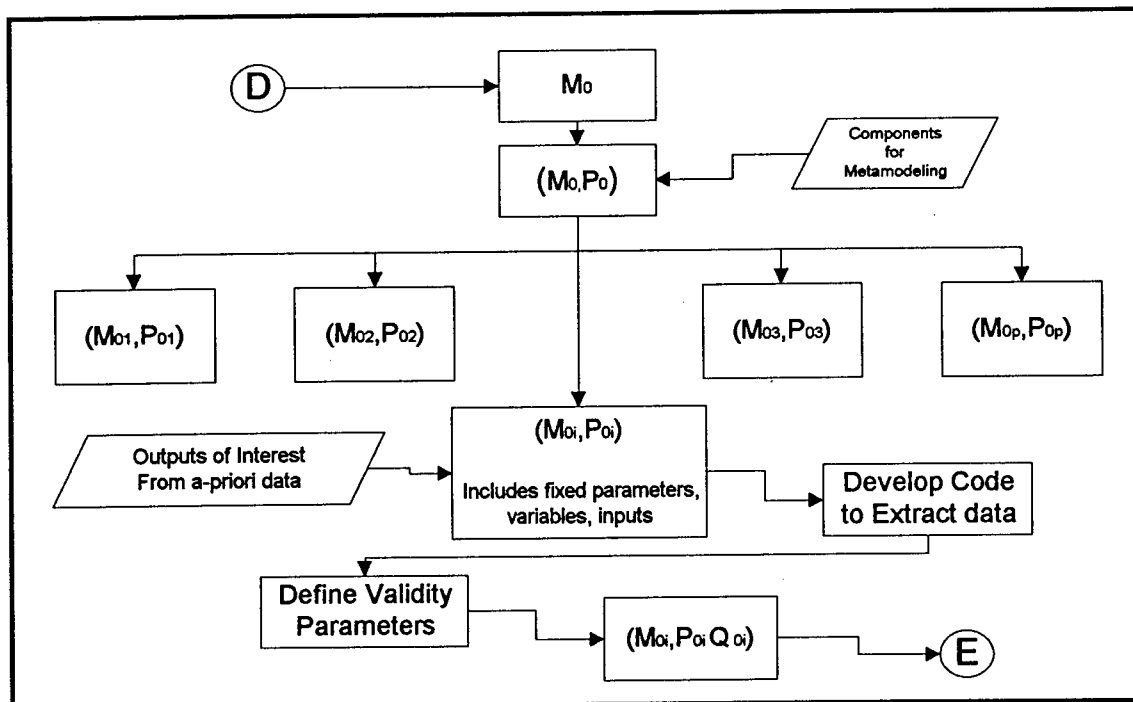 D
M0
(M0,P0)
Components
for
Metamodeling
(M01,P01)
(M02,P02)
(M03,P03)
(M0p,P0p)
(M0i,P0i)
Includes fixed parameters,
variables, inputs
Outputs of Interest
From a-priori data
Develop Code
to Extract data
Define Validity
Parameters
(M0i,P0i Q0i)
E